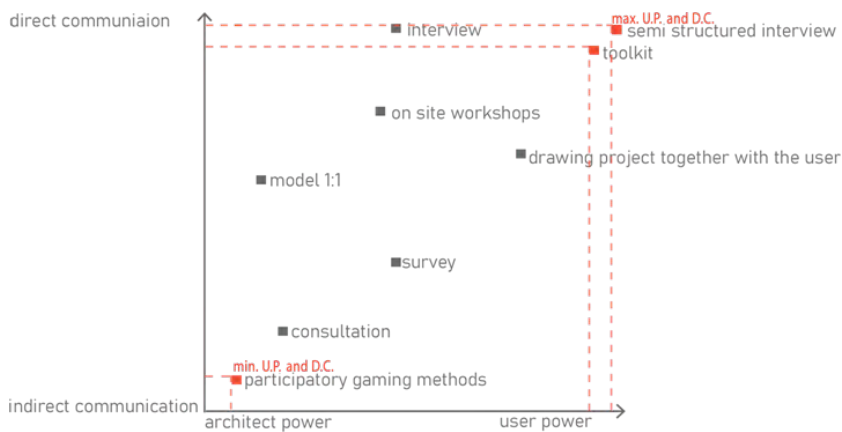 direct communiaion
max. U.P. and D.C.
interview
semi structured interview
toolkit
on site workshops
drawing project together with the user
model 1:1
survey
consultation
min. U.P. and D.C.
participatory gaming methods
indirect communication
architect power
user power